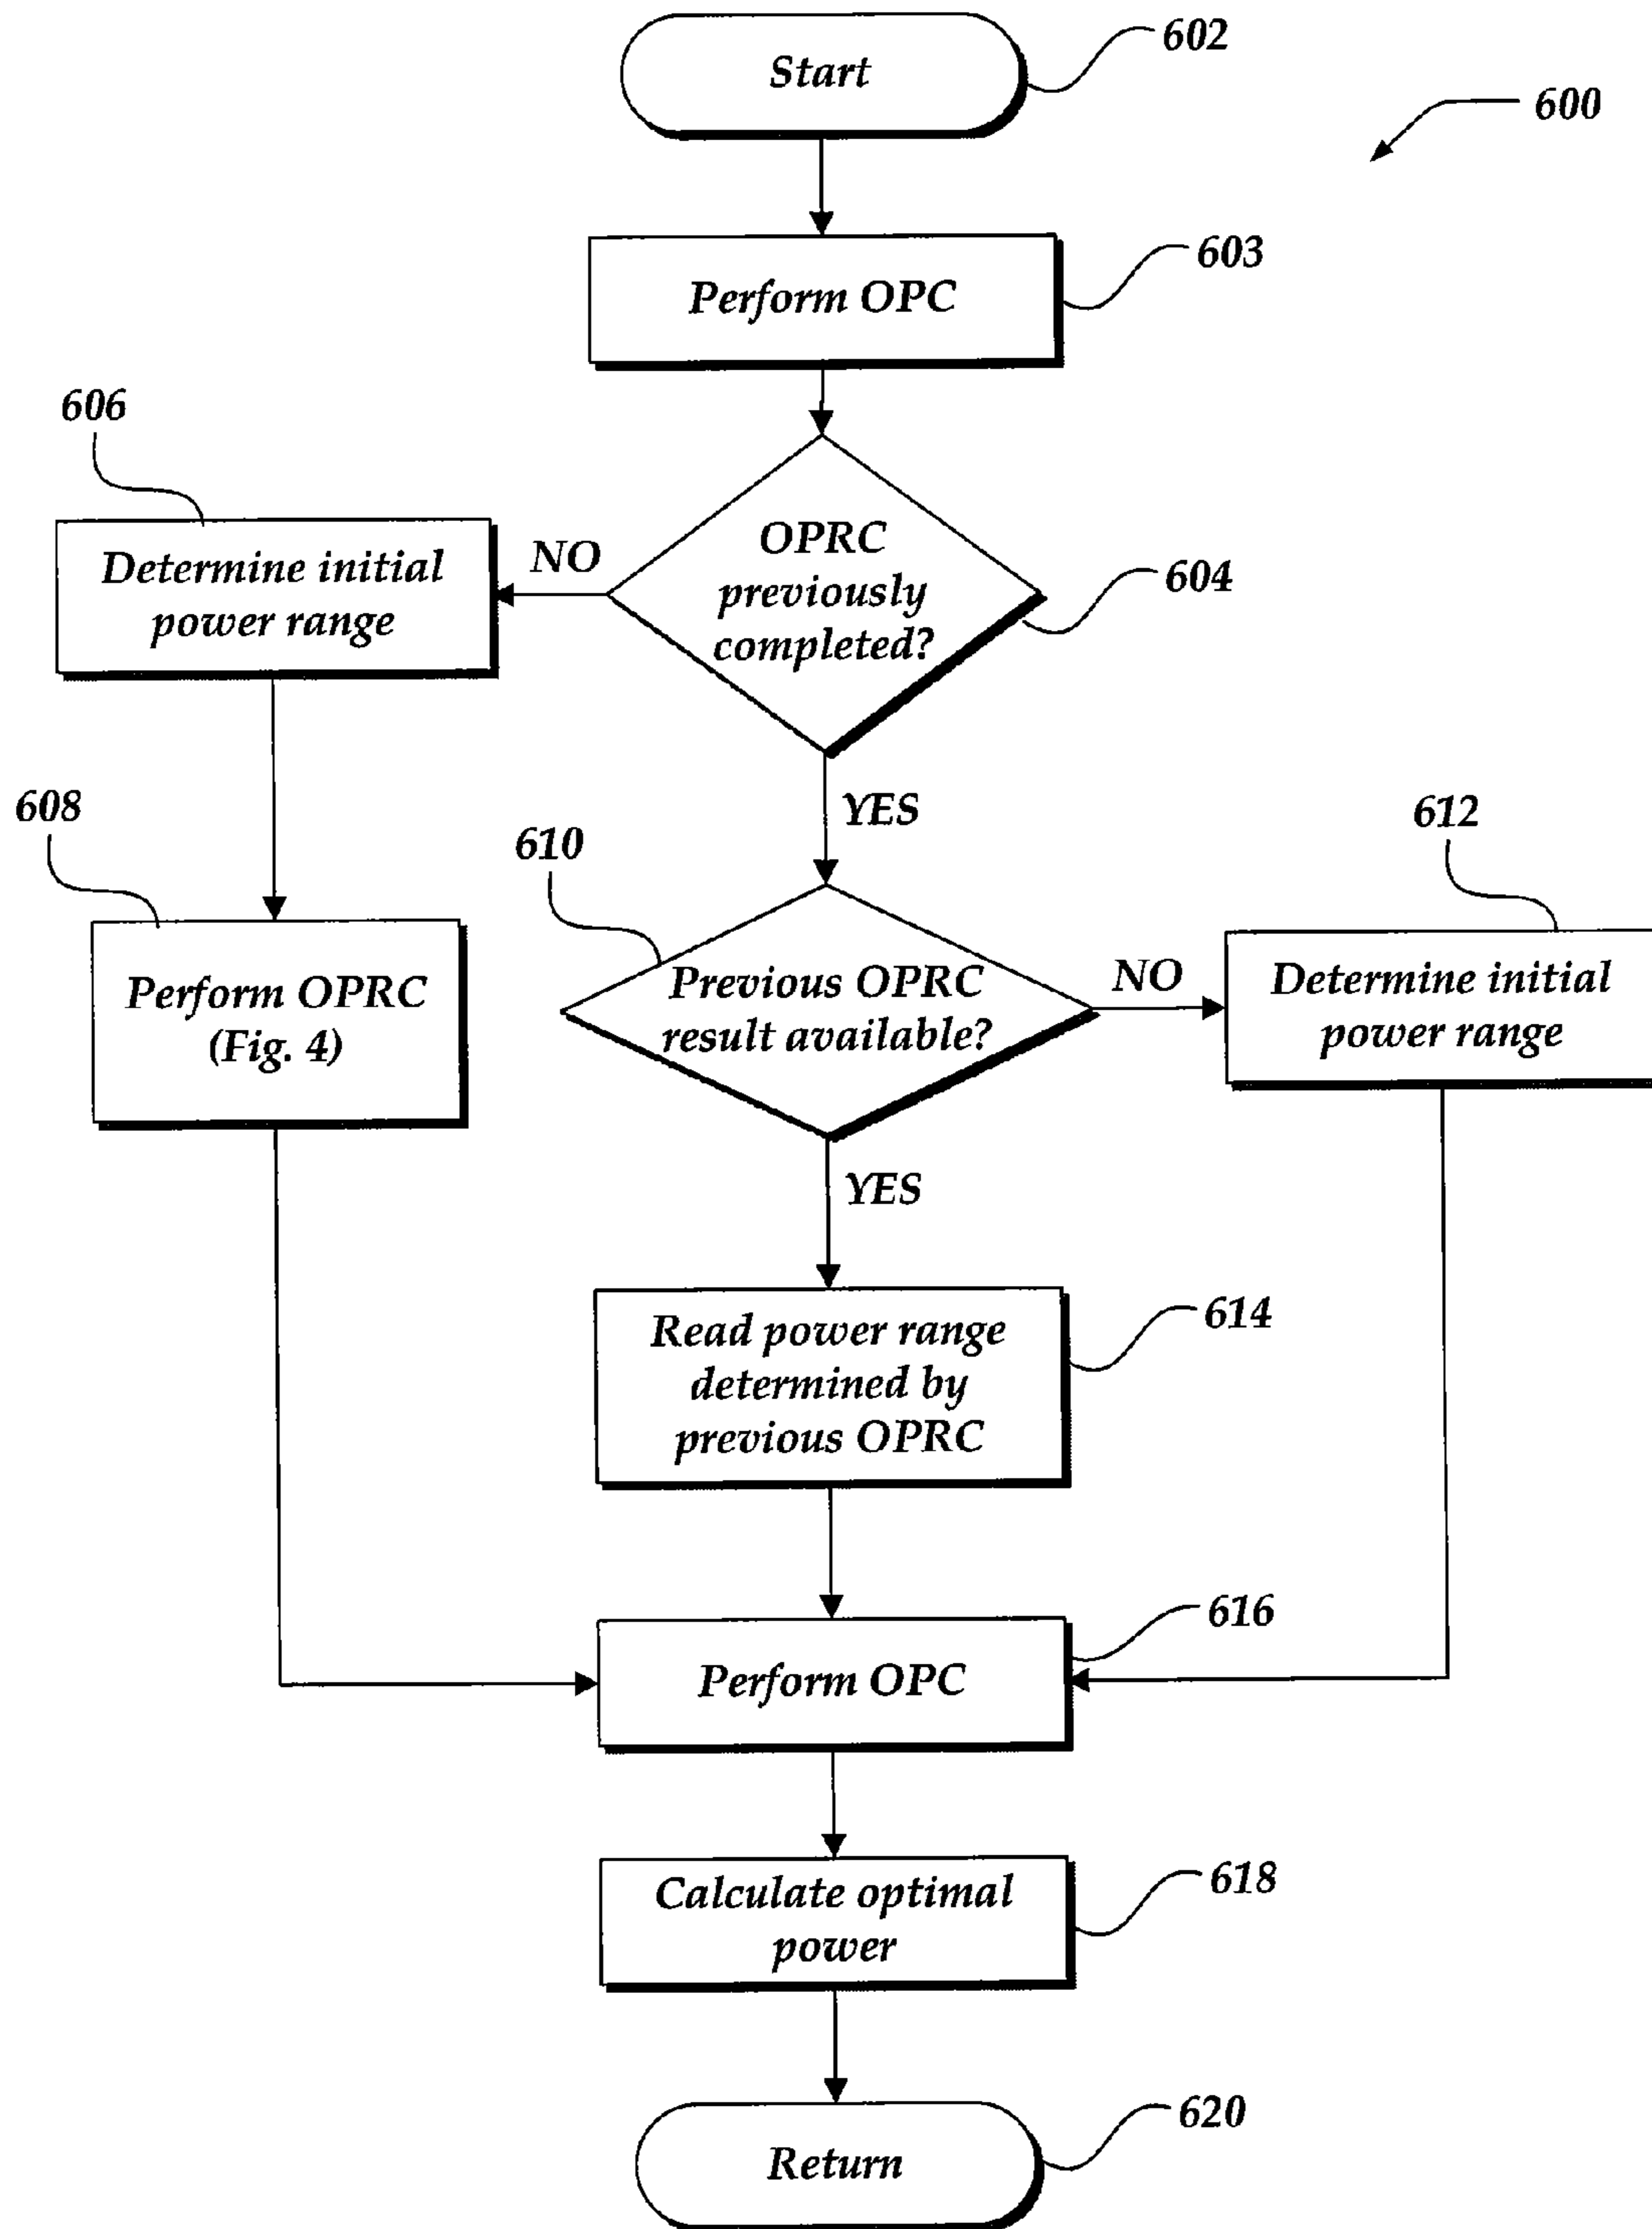 Start
602
600
Perform OPC
603
606
Determine initial
power range
NO
OPRC
previously
completed?
604
YES
608
Perform OPRC
(Fig. 4)
610
Previous OPRC
result available?
NO
612
Determine initial
power range
YES
Read power range
determined by
previous OPRC
614
Perform OPC
616
Calculate optimal
power
618
Return
620